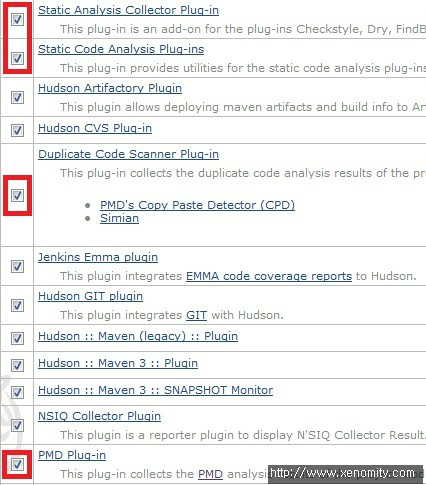 Static Analysis Collector Plug-in
This plug-in is an add-on for the plug-ins Checkstyle, Dry, FindB
Static Code Analysis Plug-ins
This plug-in provides utilities for the static code analysis plug-ins
Hudson Artifactory Plugin
This plugin allows deploying maven artifacts and build info to Ar
Hudson CVS Plug-in
Duplicate Code Scanner Plug-in
This plug-in collects the duplicate code analysis results of the pr
PMD's Copy Paste Detector (CPD)
Simian
Jenkins Emma plugin
This plugin integrates EMMA code coverage reports to Hudson.
Hudson GIT plugin
This plugin integrates GIT with Hudson.
Hudson :: Maven (legacy) :: Plugin
Hudson :: Maven 3 :: Plugin
Hudson :: Maven 3 :: SNAPSHOT Monitor
NSIQ Collector Plugin
This plugin is a reporter plugin to display N'SIQ Collector Result.
PMD Plug-in
This plug-in collects the PMD analysis
http://www.xenomity.com